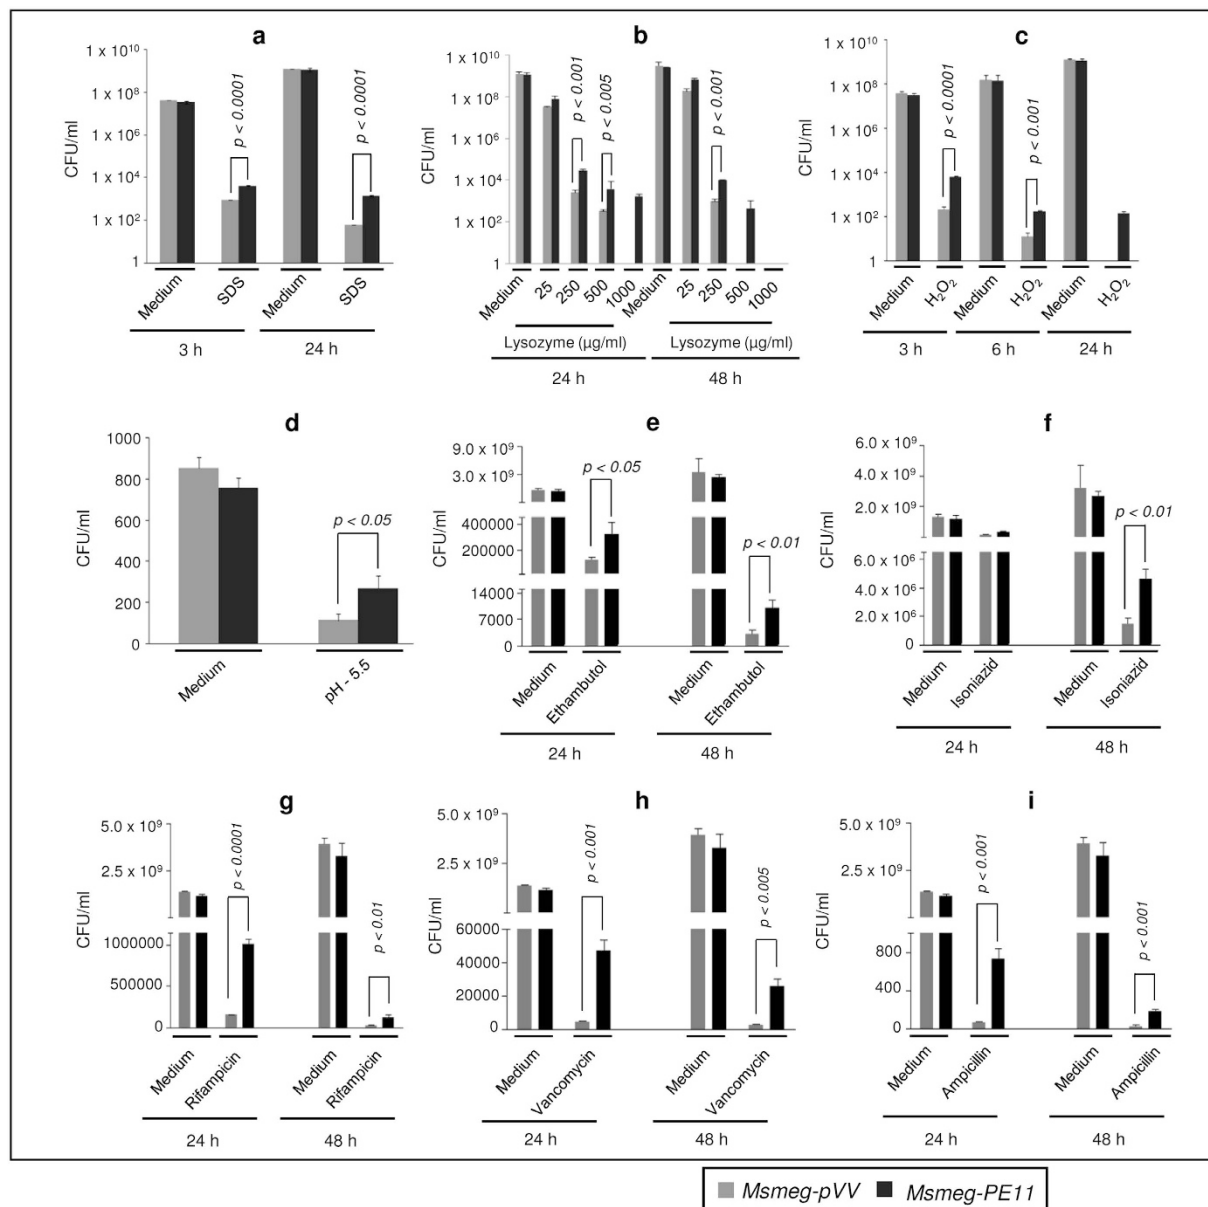 a
CFU/ml
1 x 10¹⁰
1 x 10⁸
1 x 10⁶
1 x 10⁴
1 x 10²
1
p < 0.0001
p < 0.0001
Medium
SDS
Medium
SDS
3 h
24 h
b
CFU/ml
1 x 10¹⁰
1 x 10⁸
1 x 10⁶
1 x 10⁴
1 x 10²
1
p < 0.001
p < 0.005
p < 0.001
Medium
25
250
500
1000
Medium
25
250
500
1000
Lysozyme (µg/ml)
Lysozyme (µg/ml)
24 h
48 h
c
CFU/ml
1 x 10¹⁰
1 x 10⁸
1 x 10⁶
1 x 10⁴
1 x 10²
1
p < 0.0001
p < 0.001
Medium
H₂O₂
Medium
H₂O₂
Medium
H₂O₂
3 h
6 h
24 h
d
CFU/ml
1000
800
600
400
200
0
p < 0.05
Medium
pH - 5.5
e
CFU/ml
9.0 x 10⁹
3.0 x 10⁹
400000
200000
14000
7000
0
p < 0.05
p < 0.01
Medium
Ethambutol
Medium
Ethambutol
24 h
48 h
f
CFU/ml
6.0 x 10⁹
4.0 x 10⁹
2.0 x 10⁹
6.0 x 10⁶
4.0 x 10⁶
2.0 x 10⁶
0
p < 0.01
Medium
Isoniazid
Medium
Isoniazid
24 h
48 h
g
CFU/ml
5.0 x 10⁹
2.5 x 10⁹
1000000
500000
0
p < 0.0001
p < 0.01
Medium
Rifampicin
Medium
Rifampicin
24 h
48 h
h
CFU/ml
5.0 x 10⁹
2.5 x 10⁹
60000
40000
20000
0
p < 0.001
p < 0.005
Medium
Vancomycin
Medium
Vancomycin
24 h
48 h
i
CFU/ml
5.0 x 10⁹
2.5 x 10⁹
800
400
0
p < 0.001
p < 0.001
Medium
Ampicillin
Medium
Ampicillin
24 h
48 h
Msmeg-pVV Msmeg-PE11